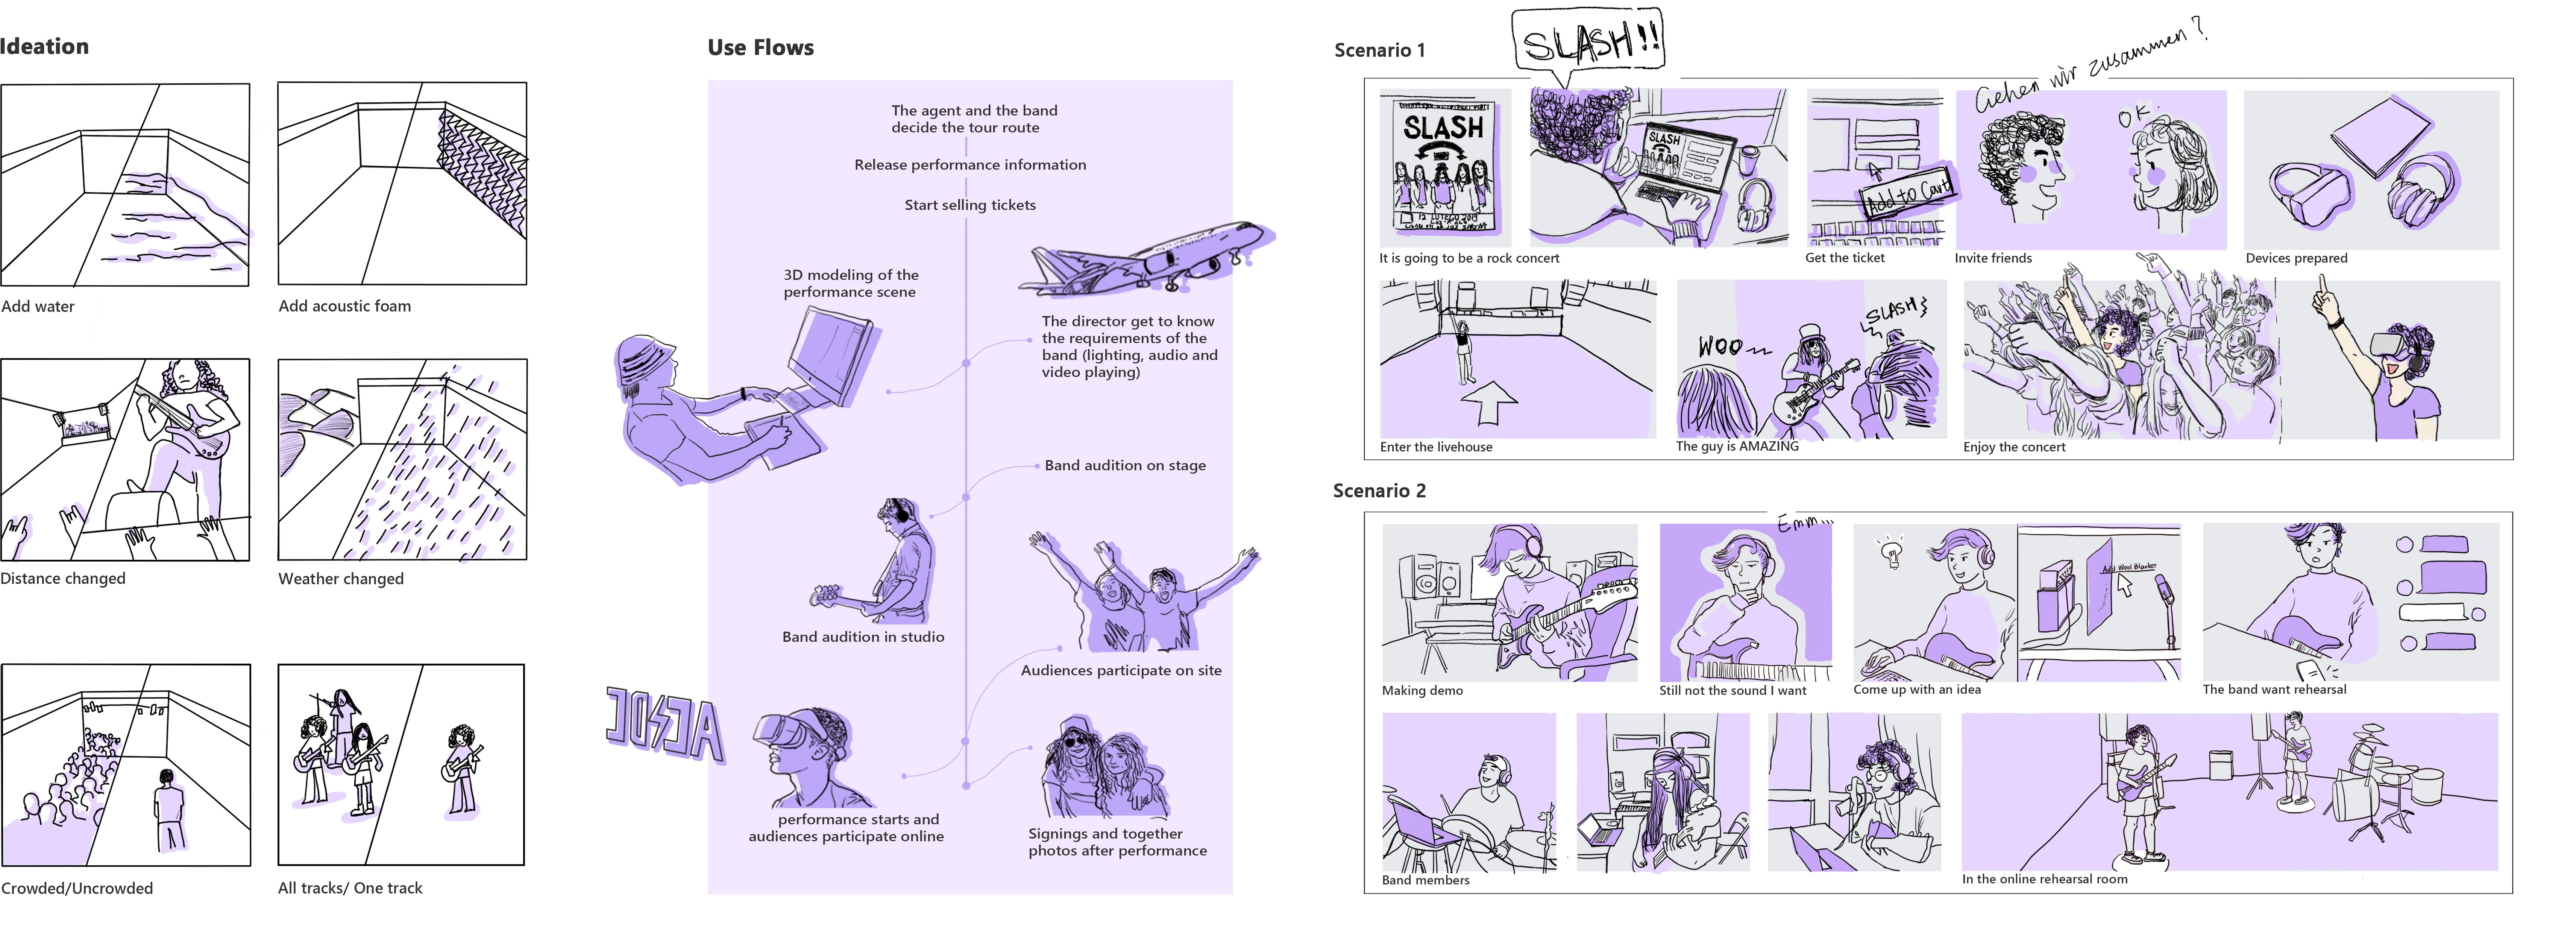 Ideation
Add water
Add acoustic foam
Distance changed
Weather changed
Crowded/Uncrowded
All tracks/ One track
Use Flows
The agent and the band
decide the tour route
Release performance information
Start selling tickets
3D modeling of the
performance scene
The director get to know
the requirements of the
band (lighting, audio and
video playing)
Band audition on stage
Band audition in studio
Audiences participate on site
performance starts and
audiences participate online
Signings and together
photos after performance
Scenario 1
SLASH!!
Gehen wir zusammen?
SLASH
SLASH
Add to Cart
OK.
It is going to be a rock concert
Get the ticket
Invite friends
Devices prepared
WOO
SLASH
Enter the livehouse
The guy is AMAZING
Enjoy the concert
Scenario 2
Emm...
Add Wool Blanket
Making demo
Still not the sound I want
Come up with an idea
The band want rehearsal
Band members
In the online rehearsal room